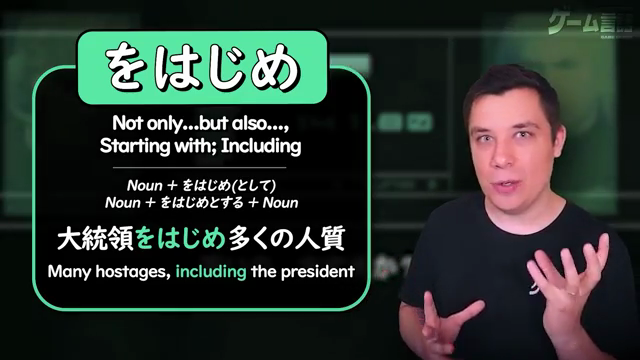 をはじめ
ゲーム言語
Not only...but also...,
Starting with; Including
Noun + をはじめ(として)
Noun + をはじめとする + Noun
大統領をはじめ多くの人質
Many hostages, including the president